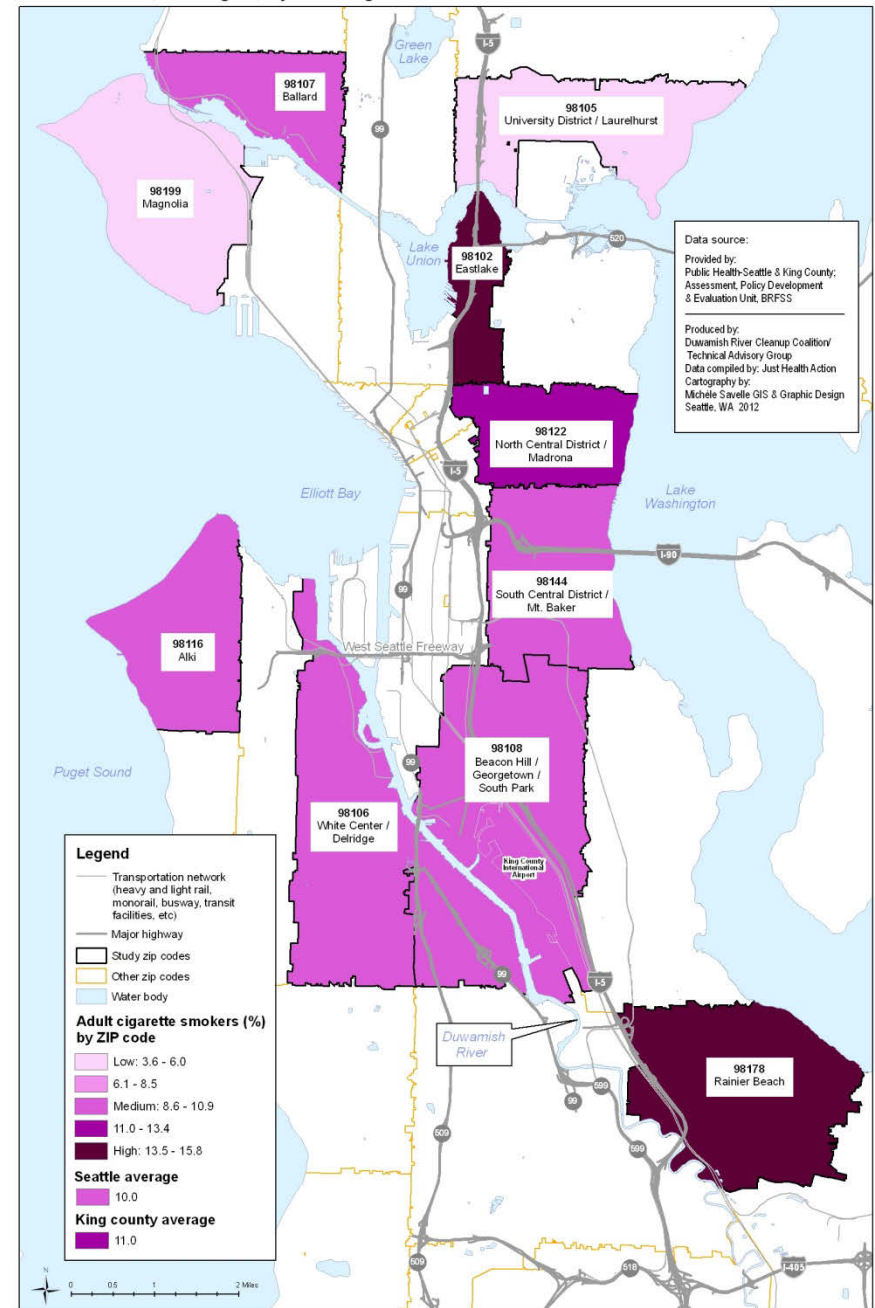 Green
Lake
I-5
98107
Ballard
98105
University District / Laurelhurst
99
98199
Magnolia
520
Lake
Union
98102
Eastlake
Data source:
Provided by:
Public Health-Seattle & King County;
Assessment, Policy Development
& Evaluation Unit, BRFSS
Produced by:
Duwamish River Cleanup Coalition/
Technical Advisory Group
Data compiled by: Just Health Action
Cartography by:
Michèle Savelle GIS & Graphic Design
Seattle, WA 2012
98122
North Central District /
Madrona
I-5
Elliott Bay
Lake
Washington
I-90
98144
South Central District /
Mt. Baker
99
98116
Alki
West Seattle Freeway
98108
Beacon Hill /
Georgetown /
South Park
99
Puget Sound
98106
White Center /
Delridge
King County
International
Airport
99
I-5
Duwamish
River
98178
Rainier Beach
599
99
509
599
509
518
I-405
Legend
Transportation network
(heavy and light rail,
monorail, busway, transit
facilities, etc)
Major highway
Study zip codes
Other zip codes
Water body
Adult cigarette smokers (%)
by ZIP code
Low: 3.6 - 6.0
6.1 - 8.5
Medium: 8.6 - 10.9
11.0 - 13.4
High: 13.5 - 15.8
Seattle average
10.0
King county average
11.0
N
0 0.5 1 2 Miles